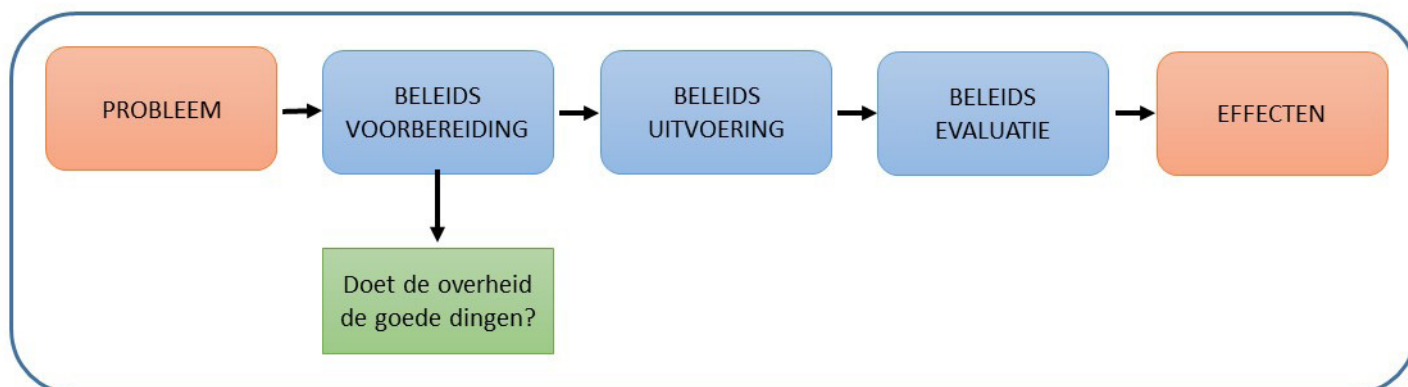 PROBLEEM
BELEIDS
VOORBEREIDING
BELEIDS
UITVOERING
BELEIDS
EVALUATIE
EFFECTEN
Doet de overheid
de goede dingen?